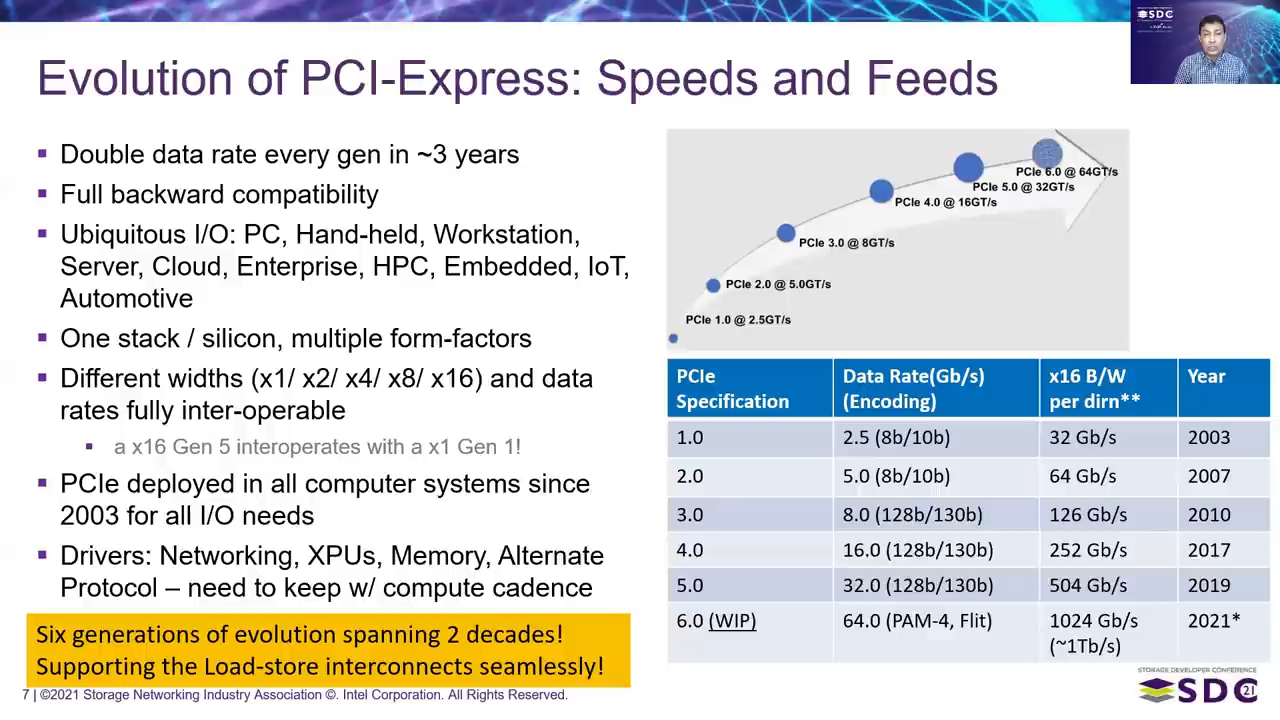 SDC
Evolution of PCI-Express: Speeds and Feeds
Double data rate every gen in ~3 years
Full backward compatibility
Ubiquitous I/O: PC, Hand-held, Workstation,
Server, Cloud, Enterprise, HPC, Embedded, IoT,
Automotive
One stack / silicon, multiple form-factors
Different widths (x1/ x2/ x4/ x8/ x16) and data
rates fully inter-operable
a x16 Gen 5 interoperates with a x1 Gen 1!
PCIe deployed in all computer systems since
2003 for all I/O needs
Drivers: Networking, XPUs, Memory, Alternate
Protocol – need to keep w/ compute cadence
Six generations of evolution spanning 2 decades!
Supporting the Load-store interconnects seamlessly!
PCIe 6.0 @ 64GT/s
PCIe 5.0 @ 32GT/s
PCIe 4.0 @ 16GT/s
PCIe 3.0 @ 8GT/s
PCIe 2.0 @ 5.0GT/s
PCIe 1.0 @ 2.5GT/s
PCIe Specification Data Rate(Gb/s) (Encoding) x16 B/W per dirn** Year
1.0 2.5 (8b/10b) 32 Gb/s 2003
2.0 5.0 (8b/10b) 64 Gb/s 2007
3.0 8.0 (128b/130b) 126 Gb/s 2010
4.0 16.0 (128b/130b) 252 Gb/s 2017
5.0 32.0 (128b/130b) 504 Gb/s 2019
6.0 (WIP) 64.0 (PAM-4, Flit) 1024 Gb/s (~1Tb/s) 2021*
7 | ©2021 Storage Networking Industry Association ©. Intel Corporation. All Rights Reserved.
STORAGE DEVELOPER CONFERENCE
SDC 21